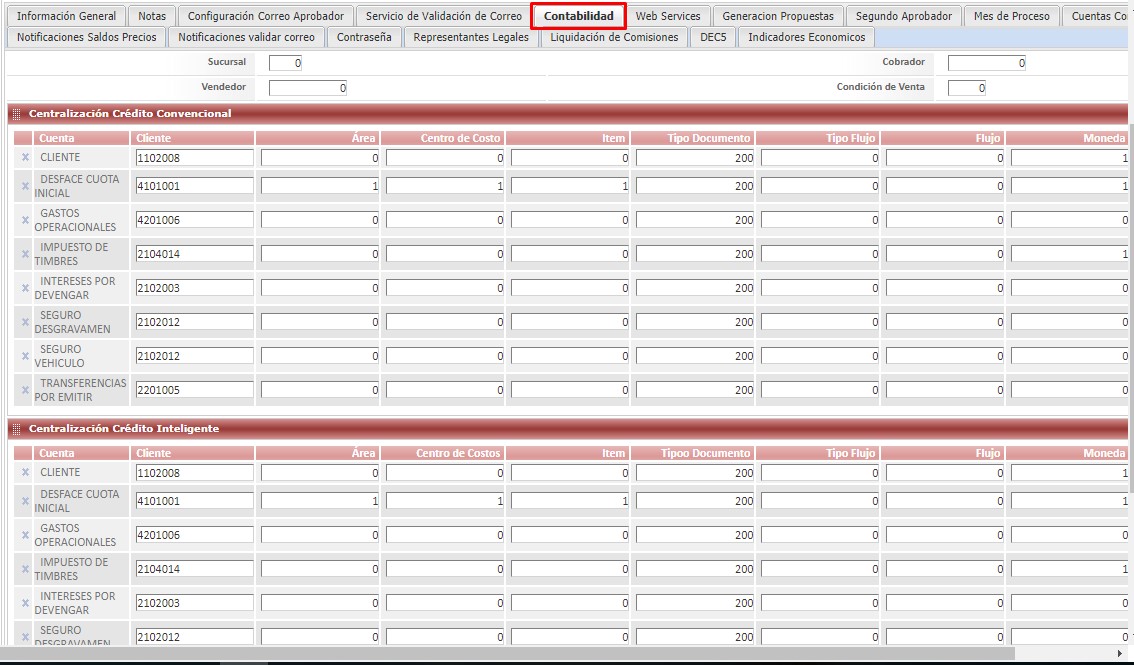 Información General Notas Configuración Correo Aprobador Servicio de Validación de Correo Contabilidad Web Services Generacion Propuestas Segundo Aprobador Mes de Proceso Cuentas Co
Notificaciones Saldos Precios Notificaciones validar correo Contraseña Representantes Legales Liquidación de Comisiones DEC5 Indicadores Economicos
Sucursal 0 Cobrador 0
Vendedor 0 Condición de Venta 0
Centralización Crédito Convencional
Cuenta Cliente Área Centro de Costo Item Tipo Documento Tipo Flujo Flujo Moneda
x CLIENTE 1102008 0 0 0 200 0 0 1
x DESFACE CUOTA
INICIAL 4101001 1 1 1 200 0 0 1
x GASTOS
OPERACIONALES 4201006 0 0 0 200 0 0 0
x IMPUESTO DE
TIMBRES 2104014 0 0 0 200 0 0 1
x INTERESES POR
DEVENGAR 2102003 0 0 0 200 0 0 0
x SEGURO
DESGRAVAMEN 2102012 0 0 0 200 0 0 0
x SEGURO
VEHICULO 2102012 0 0 0 200 0 0 0
x TRANSFERENCIAS
POR EMITIR 2201005 0 0 0 200 0 0 0
Centralización Crédito Inteligente
Cuenta Cliente Área Centro de Costos Item Tipoo Documento Tipo Flujo Flujo Moneda
x CLIENTE 1102008 0 0 0 200 0 0 1
x DESFACE CUOTA
INICIAL 4101001 1 1 1 200 0 0 1
x GASTOS
OPERACIONALES 4201006 0 0 0 200 0 0 0
x IMPUESTO DE
TIMBRES 2104014 0 0 0 200 0 0 1
x INTERESES POR
DEVENGAR 2102003 0 0 0 200 0 0 0
x SEGURO
DESGRAVAMEN 2102012 0 0 0 200 0 0 0